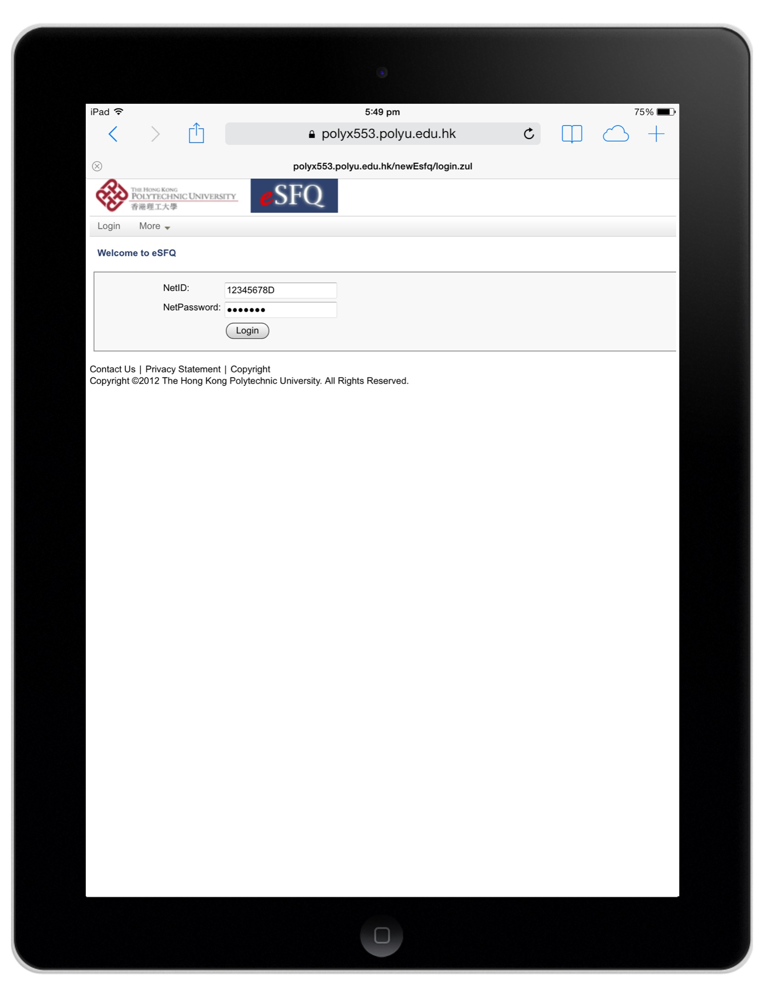 iPad 5:49 pm 75%
polyx553.polyu.edu.hk
polyx553.polyu.edu.hk/newEsfq/login.zul
THE HONG KONG
POLYTECHNIC UNIVERSITY
香港理工大學
eSFQ
Login More
Welcome to eSFQ
NetID: 12345678D
NetPassword: •••••••
Login
Contact Us | Privacy Statement | Copyright
Copyright ©2012 The Hong Kong Polytechnic University. All Rights Reserved.